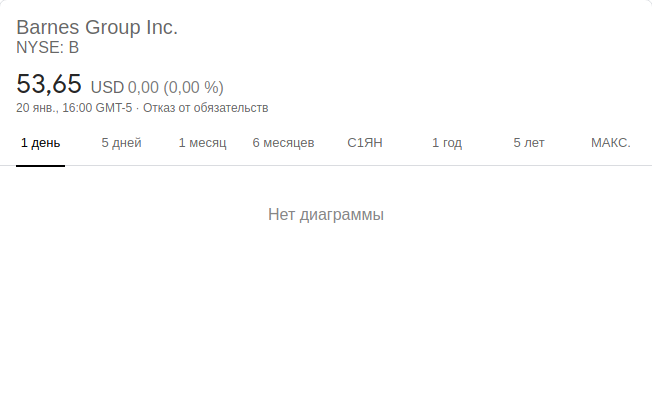 Barnes Group Inc.
NYSE: B
53,65 USD 0,00 (0,00 %)
20 янв., 16:00 GMT-5 · Отказ от обязательств
1 день 5 дней 1 месяц 6 месяцев С1ЯН 1 год 5 лет МАКС.
Нет диаграммы